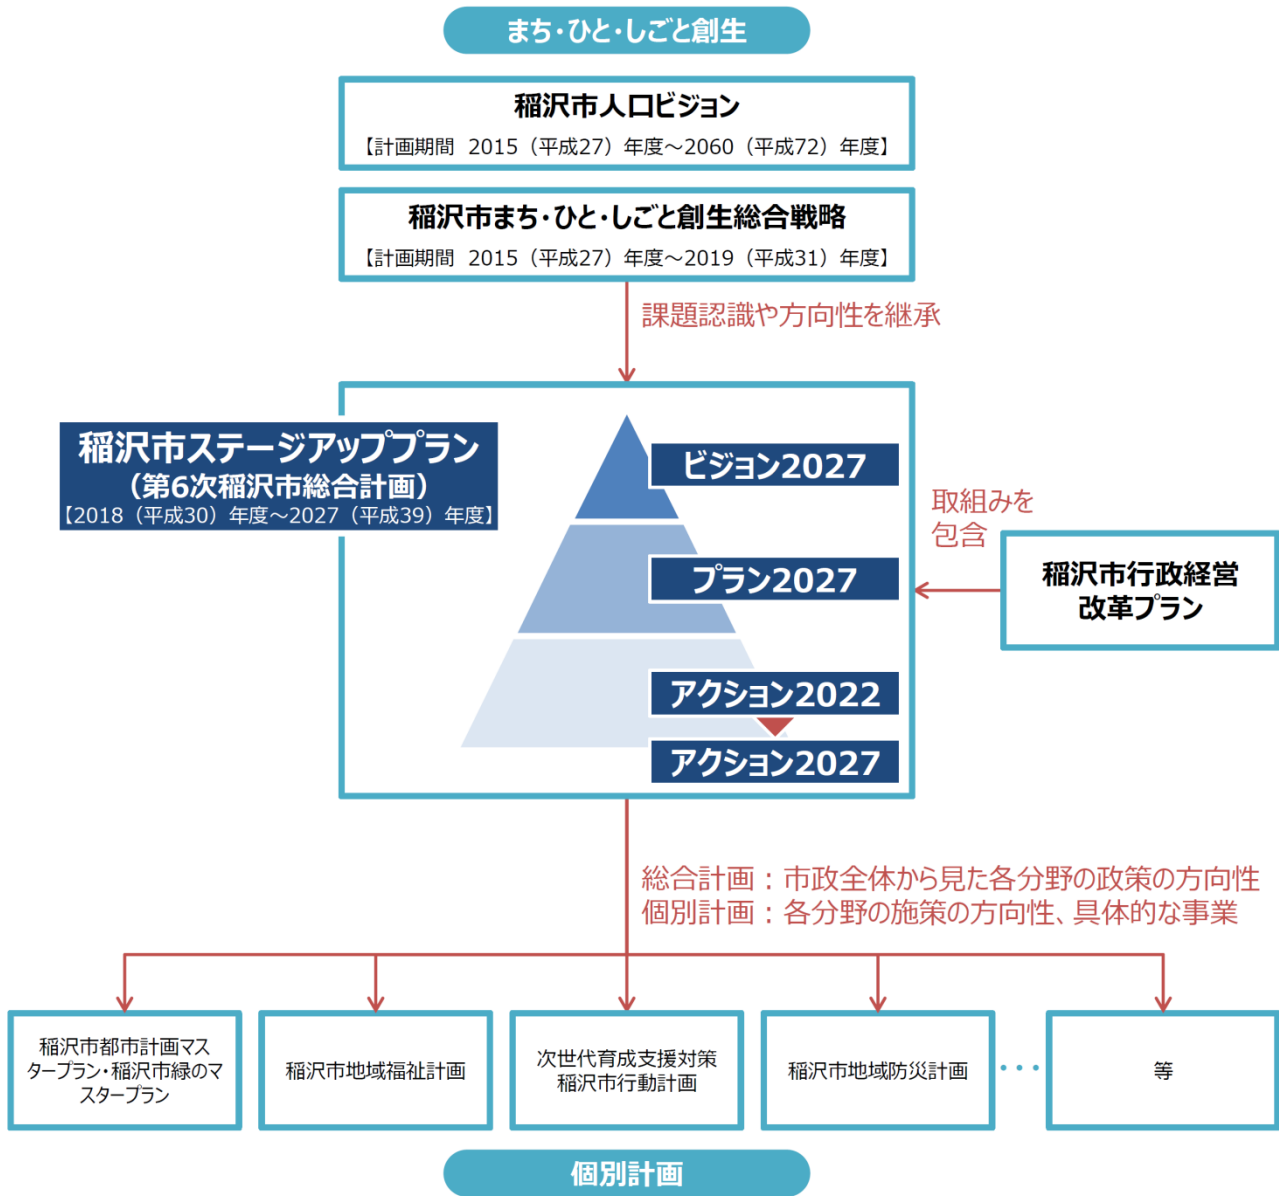 まち・ひと・しごと創生
稲沢市人口ビジョン
【計画期間 2015（平成27）年度～2060（平成72）年度】
稲沢市まち・ひと・しごと創生総合戦略
【計画期間 2015（平成27）年度～2019（平成31）年度】
課題認識や方向性を継承
稲沢市ステージアッププラン
（第6次稲沢市総合計画）
【2018（平成30）年度～2027（平成39）年度】
ビジョン2027
プラン2027
アクション2022
アクション2027
取組みを
包含
稲沢市行政経営
改革プラン
総合計画：市政全体から見た各分野の政策の方向性
個別計画：各分野の施策の方向性、具体的な事業
稲沢市都市計画マス
タープラン・稲沢市緑のマ
スタープラン
稲沢市地域福祉計画
次世代育成支援対策
稲沢市行動計画
稲沢市地域防災計画
・・・
等
個別計画